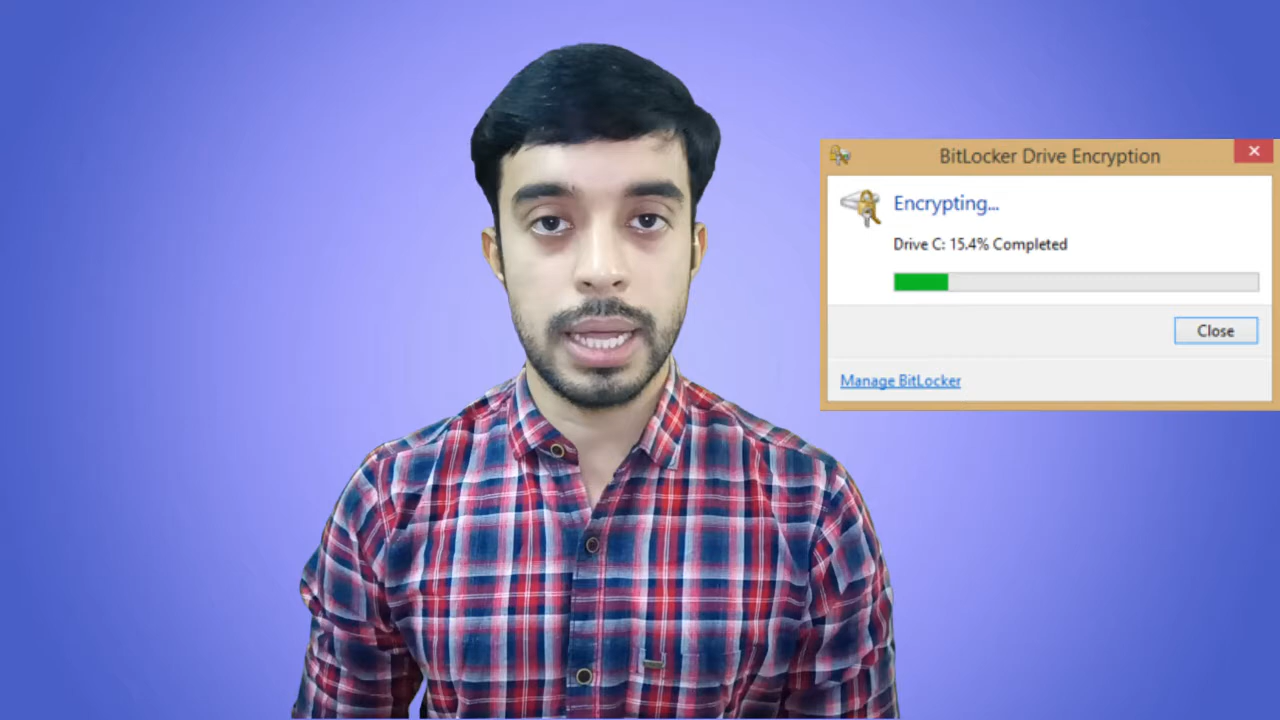 BitLocker Drive Encryption
Encrypting...
Drive C: 15.4% Completed
Close
Manage BitLocker